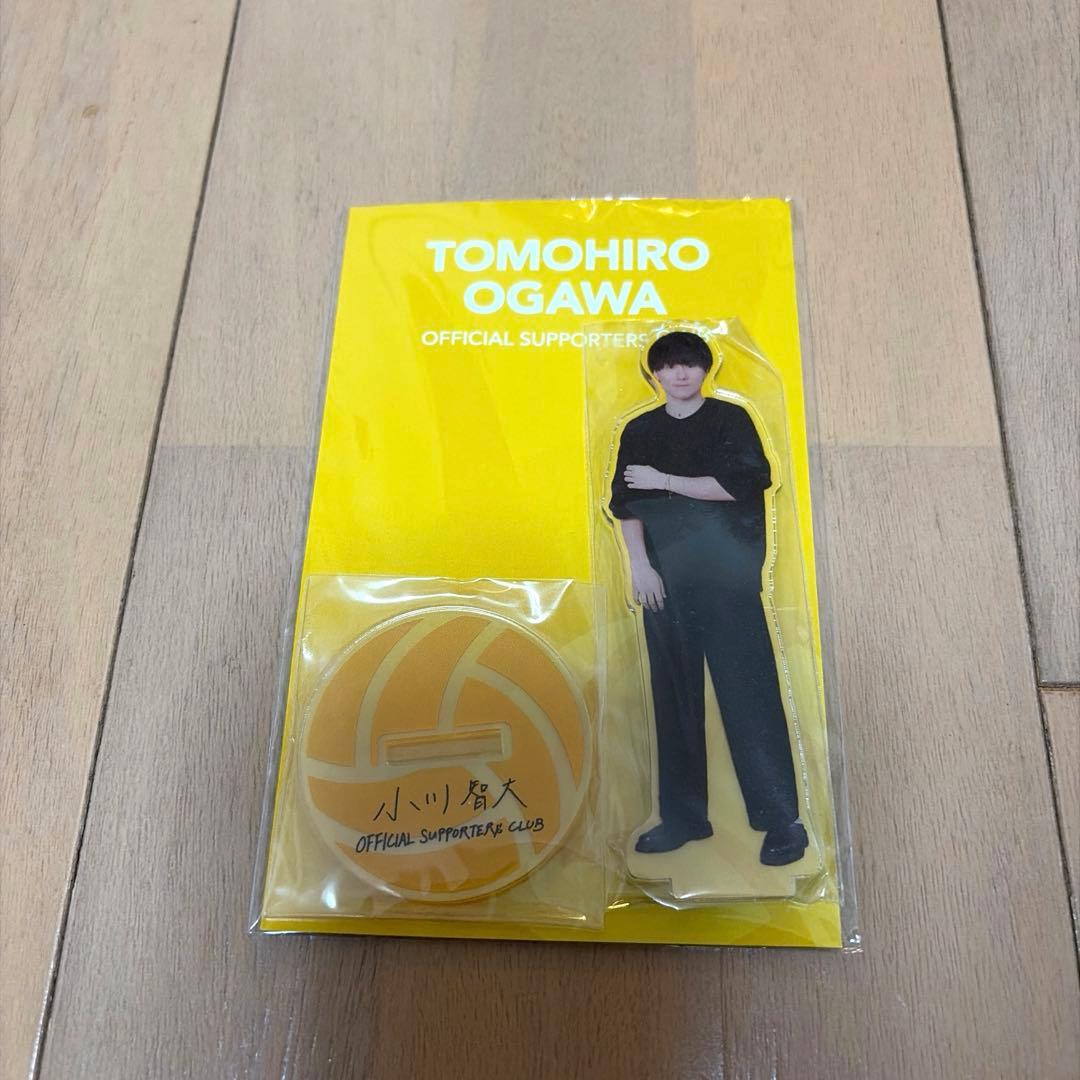 TOMOHIRO
OGAWA
OFFICIAL SUPPORTERS
小川 智大
OFFICIAL SUPPORTERS CLUB